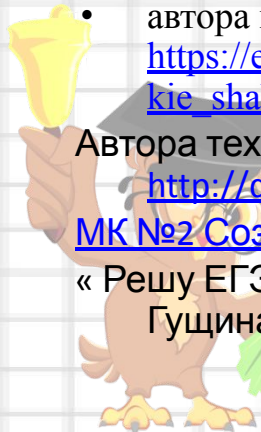 • автора
https://e
kie_sha
Автора тех
http://
МК №2 Соз
« Решу ЕГЭ
Гущина